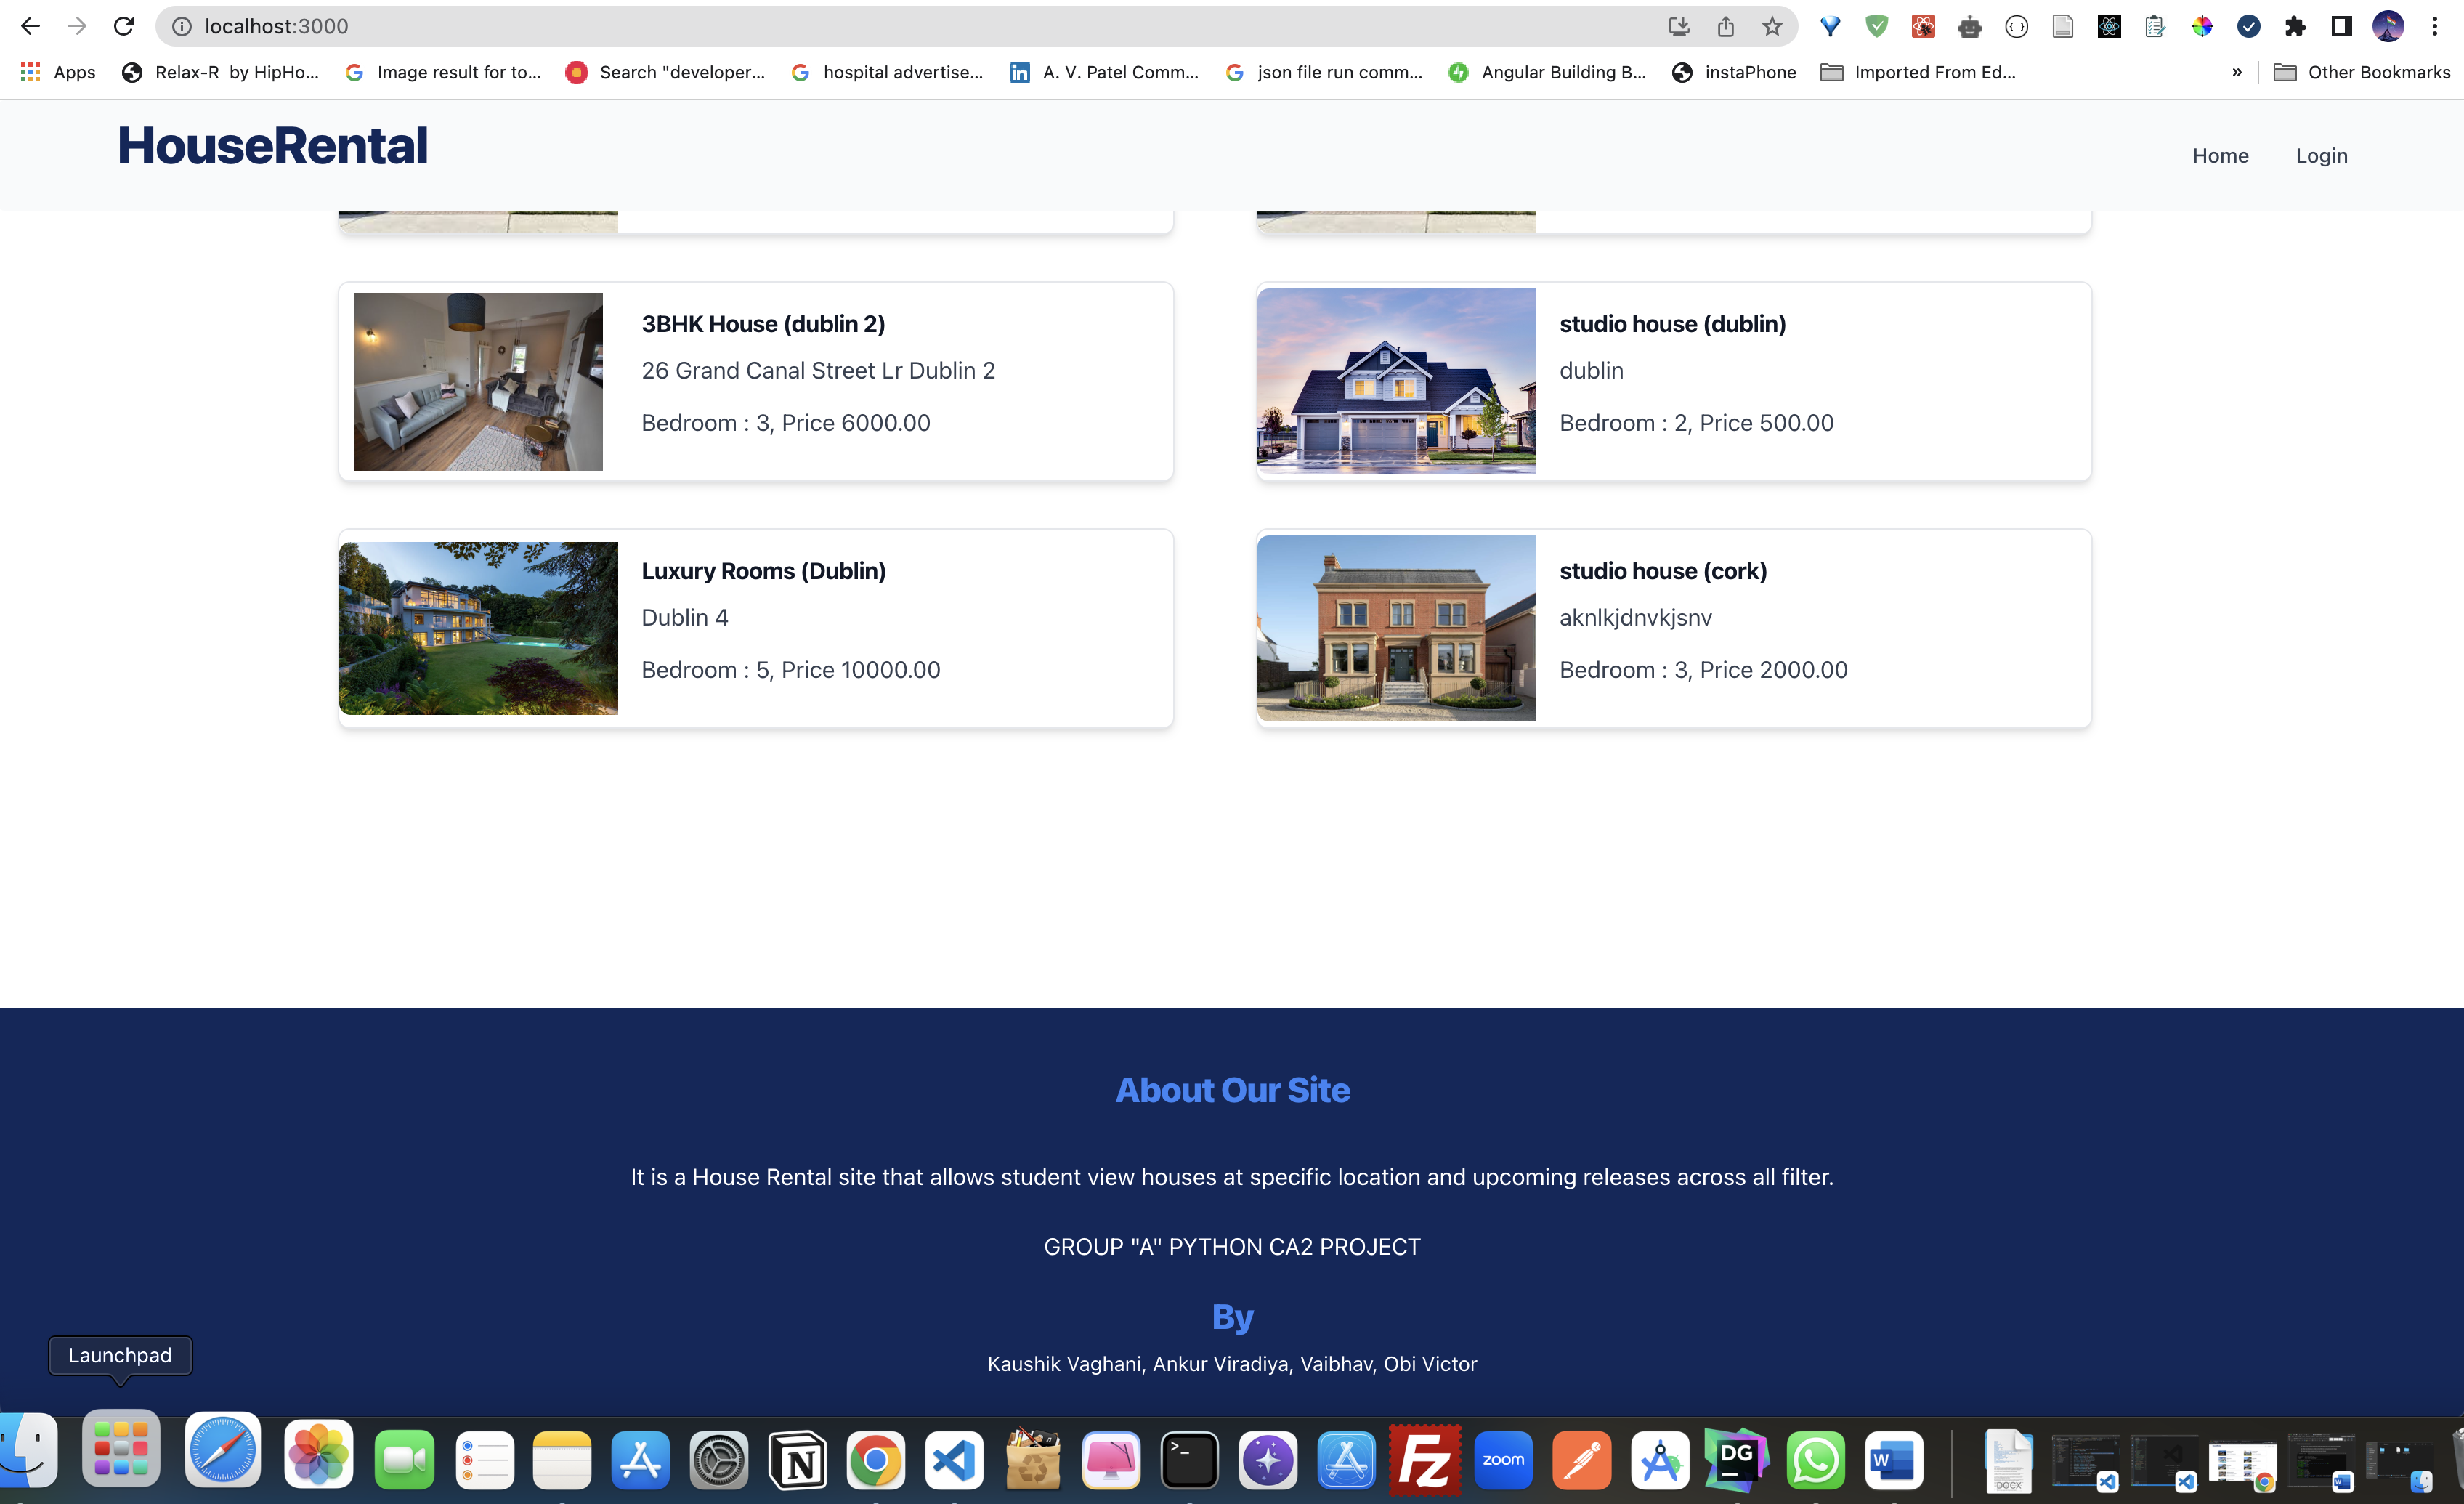 localhost:3000
Apps
Relax-R by HipHo...
Image result for to...
Search "developer...
hospital advertise...
A. V. Patel Comm...
json file run comm...
Angular Building B...
instaPhone
Imported From Ed...
»
Other Bookmarks
HouseRental
Home
Login
3BHK House (dublin 2)
26 Grand Canal Street Lr Dublin 2
Bedroom : 3, Price 6000.00
studio house (dublin)
dublin
Bedroom : 2, Price 500.00
Luxury Rooms (Dublin)
Dublin 4
Bedroom : 5, Price 10000.00
studio house (cork)
aknlkjdnvkjsnv
Bedroom : 3, Price 2000.00
About Our Site
It is a House Rental site that allows student view houses at specific location and upcoming releases across all filter.
GROUP "A" PYTHON CA2 PROJECT
By
Kaushik Vaghani, Ankur Viradiya, Vaibhav, Obi Victor
Launchpad
N
>_
Fz
zoom
DG
W
DOCX